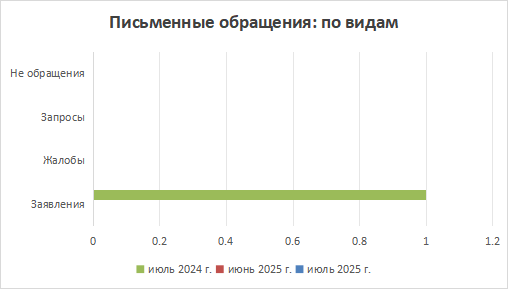 Письменные обращения: по видам
Не обращения
Запросы
Жалобы
Заявления
0 0.2 0.4 0.6 0.8 1 1.2
июль 2024 г. июнь 2025 г. июль 2025 г.